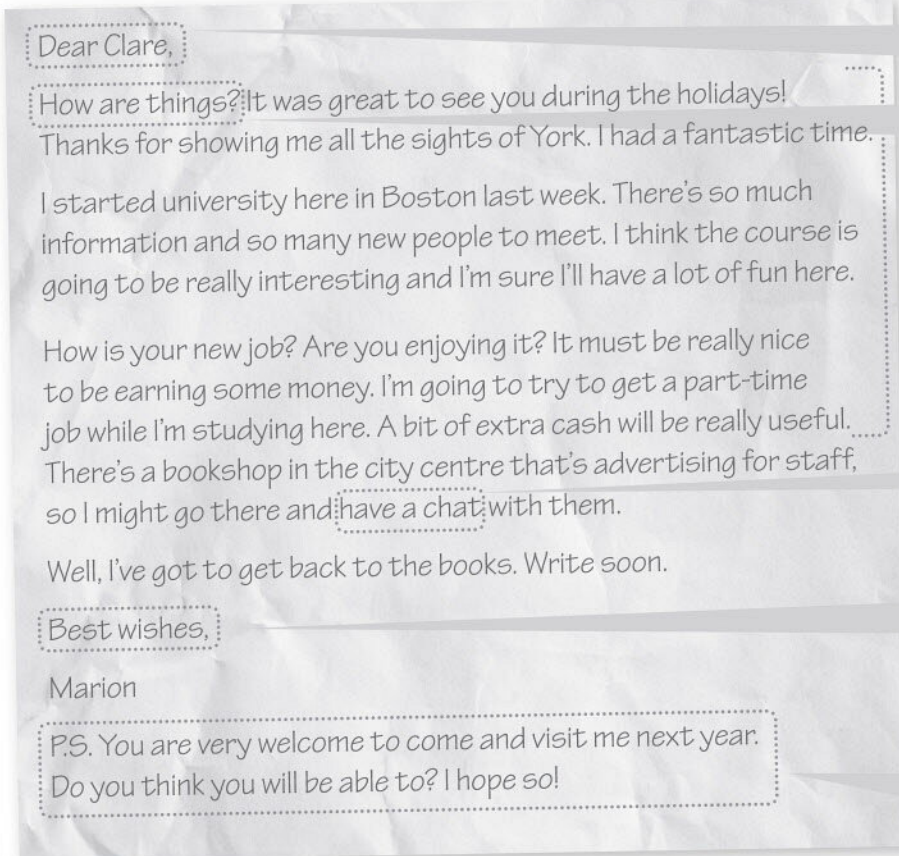 Dear Clare,
How are things? It was great to see you during the holidays!
Thanks for showing me all the sights of York. I had a fantastic time.
I started university here in Boston last week. There's so much
information and so many new people to meet. I think the course is
going to be really interesting and I'm sure I'll have a lot of fun here.
How is your new job? Are you enjoying it? It must be really nice
to be earning some money. I'm going to try to get a part-time
job while I'm studying here. A bit of extra cash will be really useful.
There's a bookshop in the city centre that's advertising for staff,
so I might go there and have a chat with them.
Well, I've got to get back to the books. Write soon.
Best wishes,
Marion
P.S. You are very welcome to come and visit me next year.
Do you think you will be able to? I hope so!